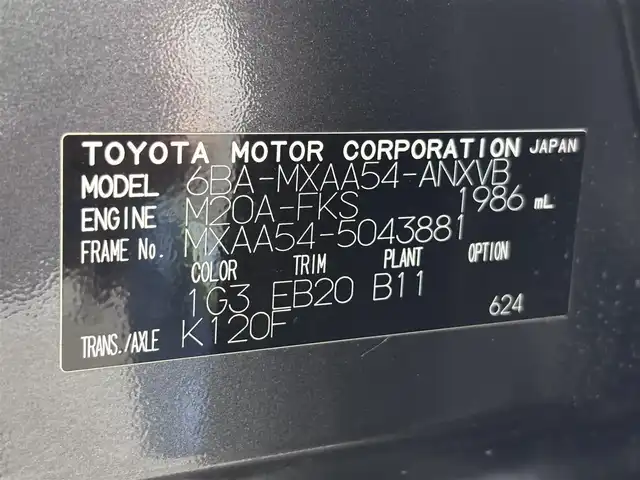 TOYOTA MOTOR CORPORATION JAPAN
MODEL 6BA-MXAA54-ANXVB
ENGINE M20A-FKS 1986 mL
FRAME No. MXAA54-5043881
COLOR TRIM PLANT OPTION
1G3 EB20 B11
624
TRANS./AXLE K120F